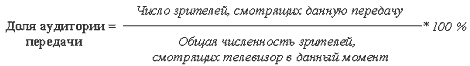 Число зрителей, смотрящих данную передачу
Доля аудитории =
передачи
* 100 %
Общая численность зрителей,
смотрящих телевизор в данный момент